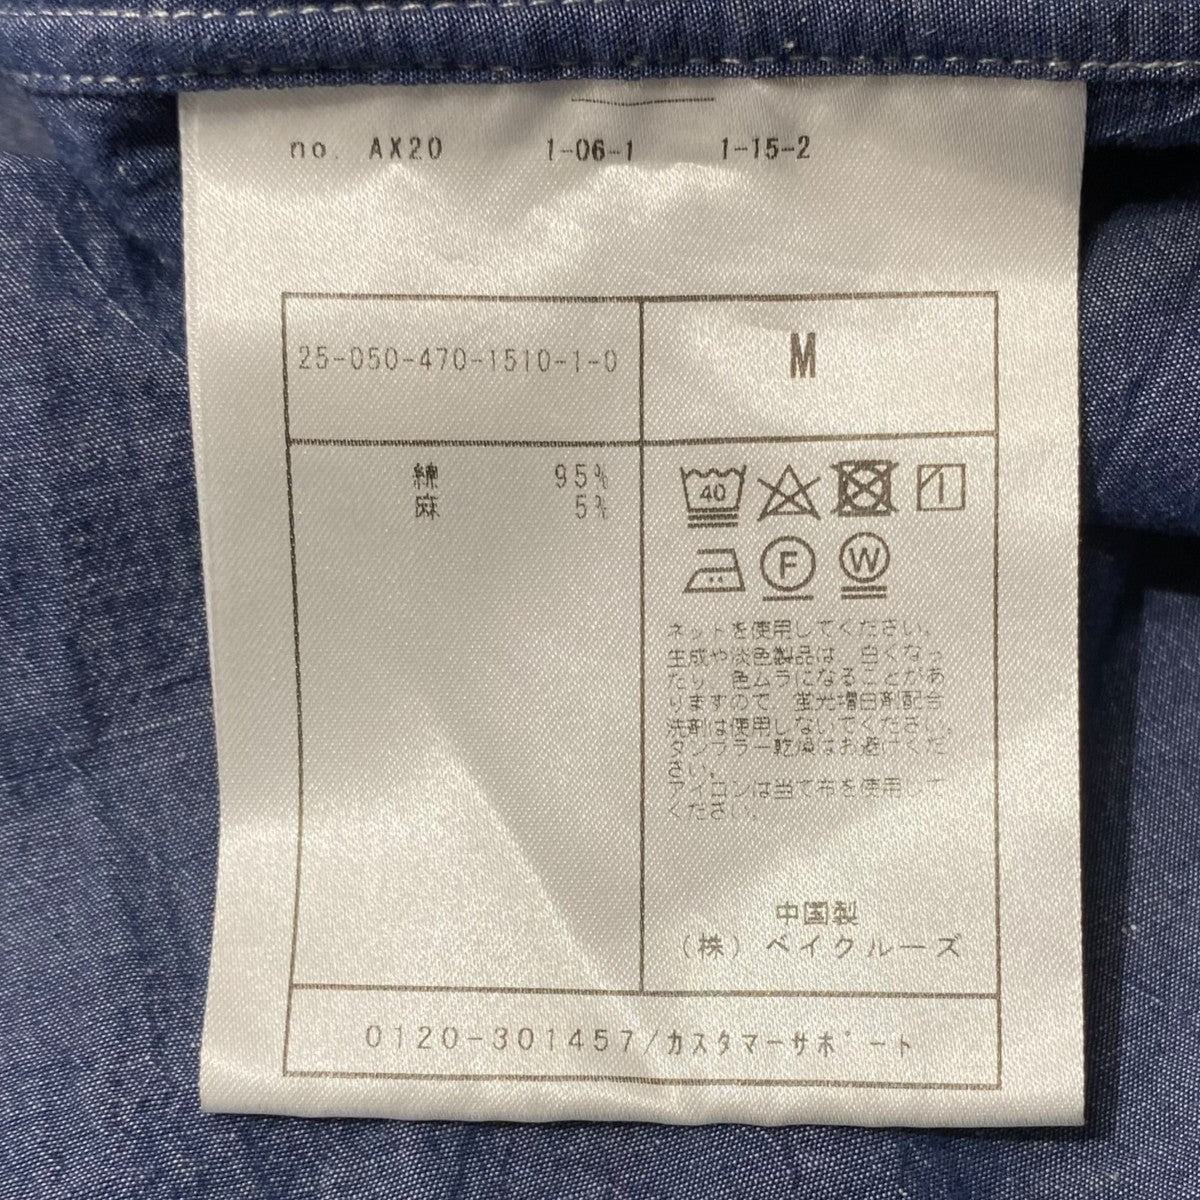 no. AX20 1-06-1 1-15-2
25-050-470-1510-1-0 M
綿 95%
麻 5%
40
F W
ネットを使用してください。
生成や淡色製品は、白くなっ
たり、色ムラになることがあ
りますので、蛍光増白剤配合
洗剤は使用しないでください。
タンブラー乾燥はお避けくだ
さい。
アイロンは当て布を使用して
ください。
中国製
(株) ベイクルーズ
0120-301457/カスタマーサポート